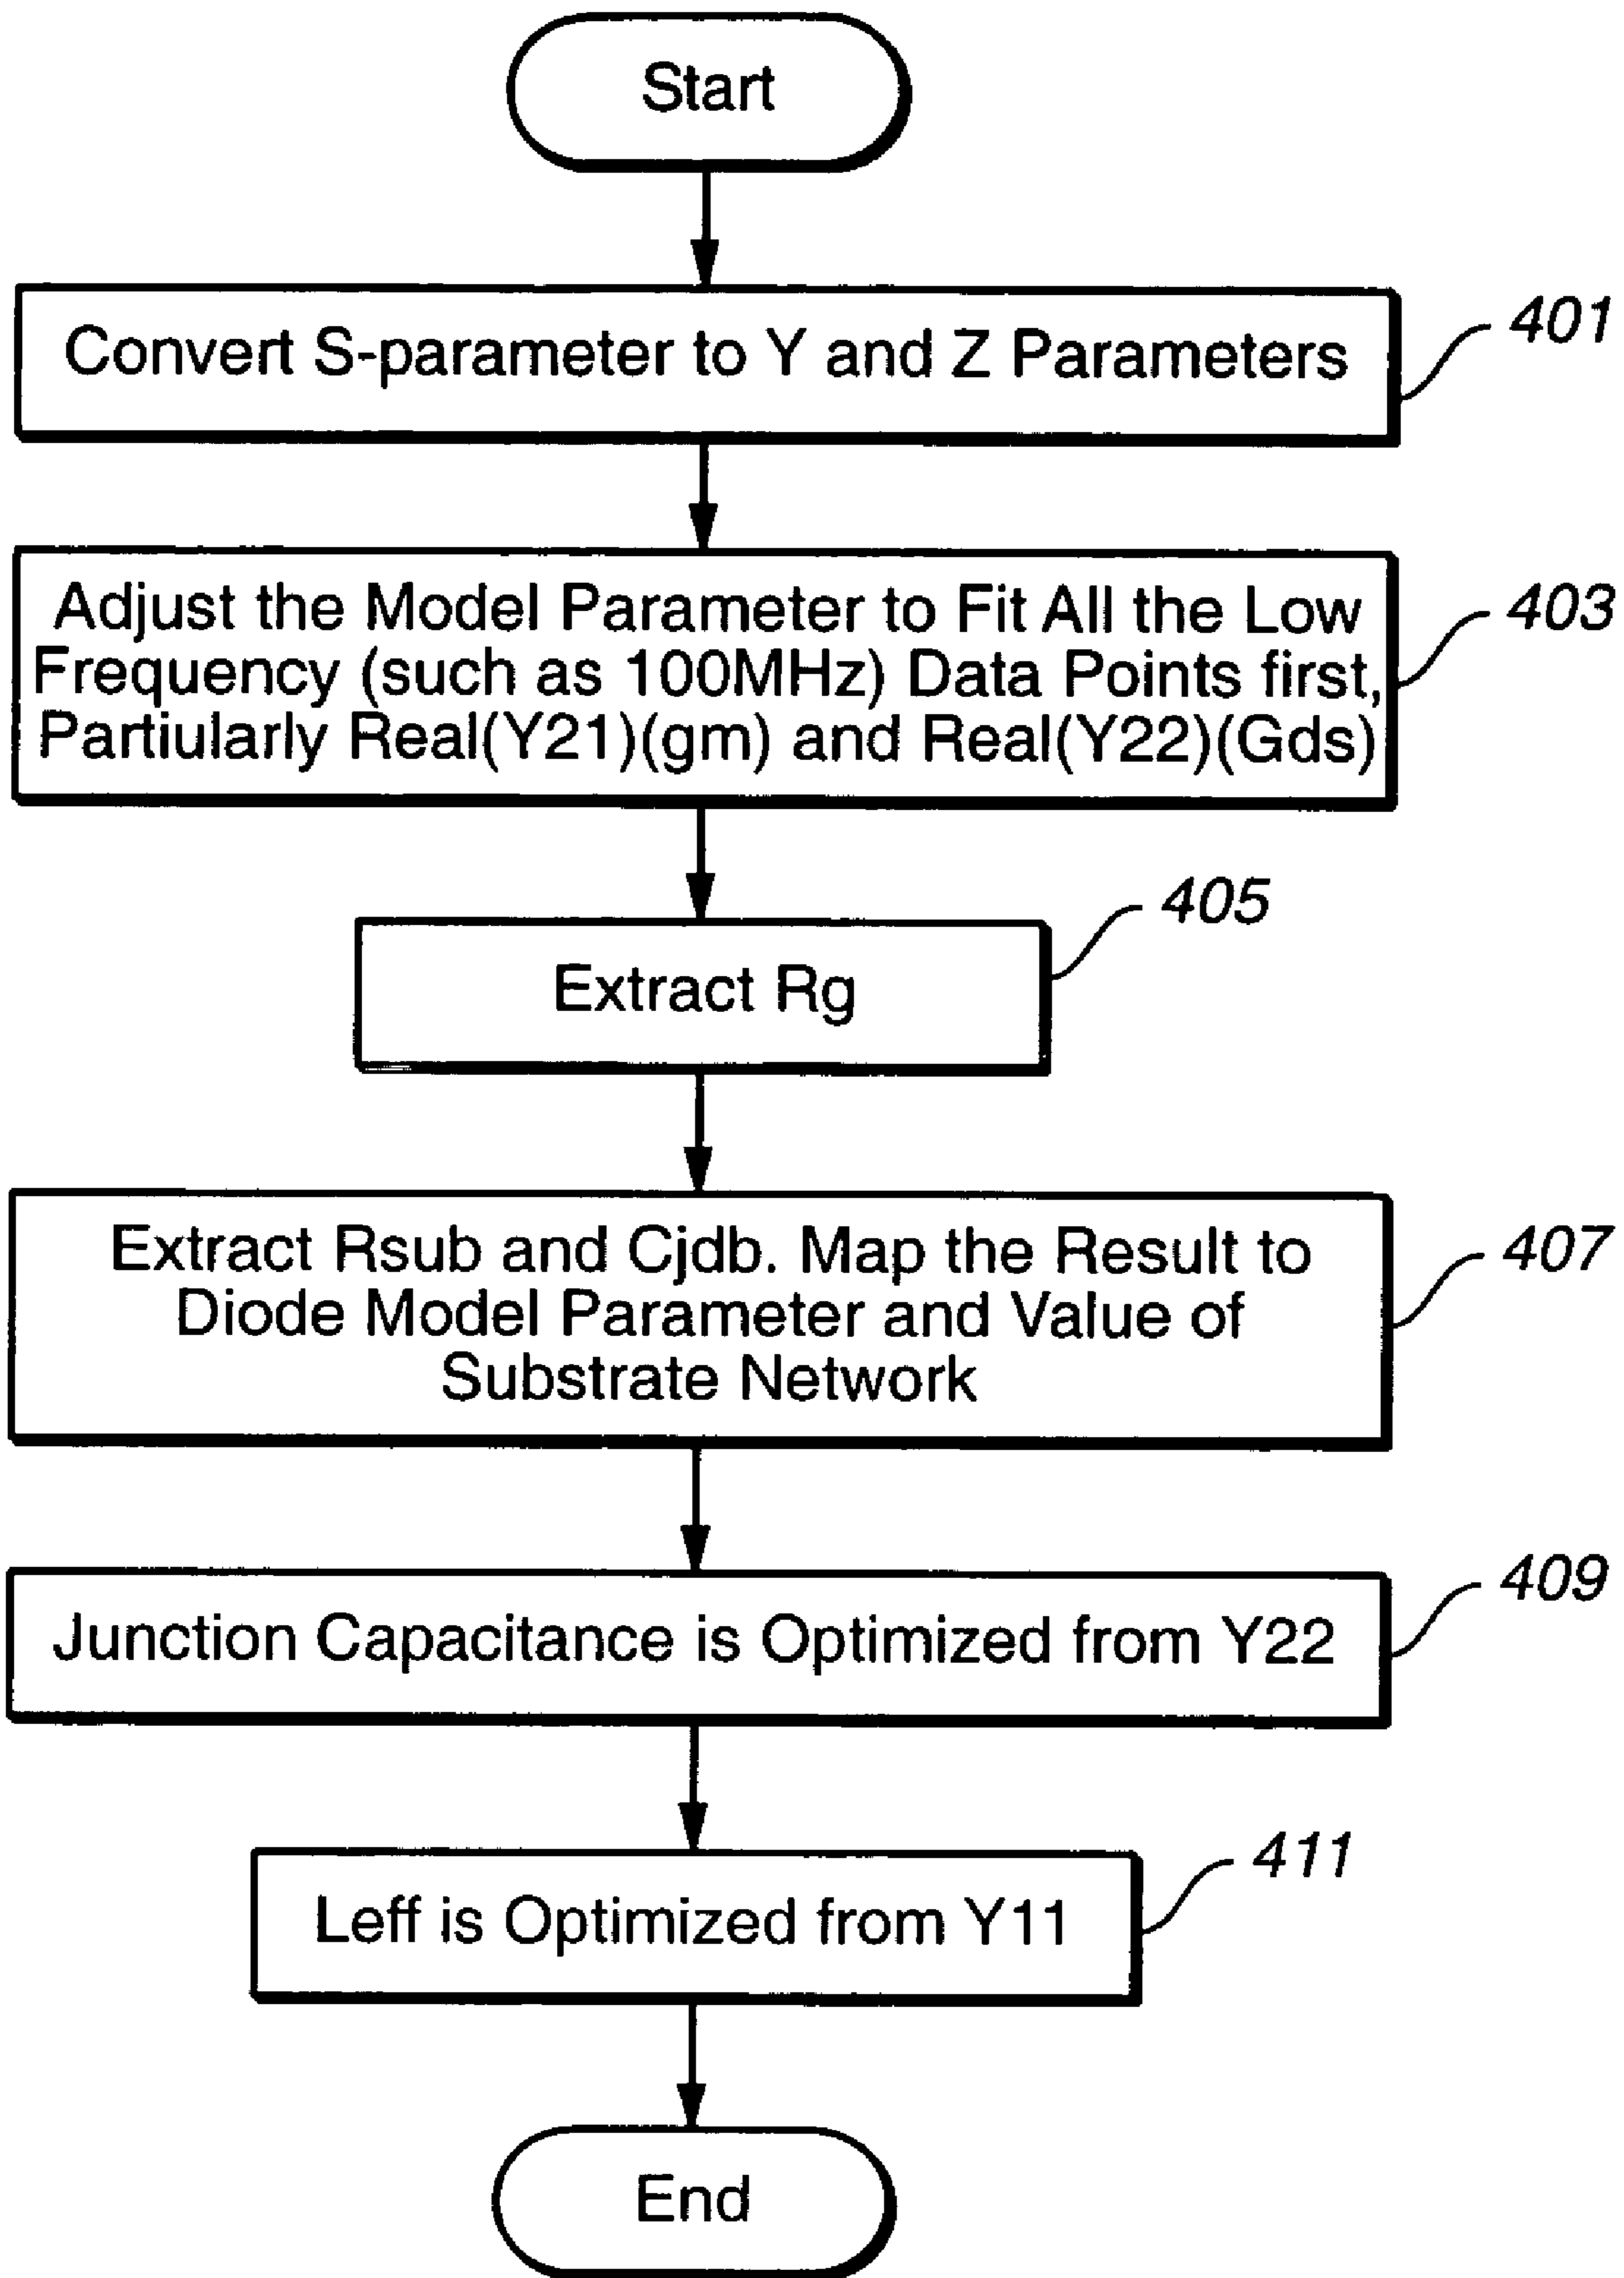 Start
Convert S-parameter to Y and Z Parameters
401
Adjust the Model Parameter to Fit All the Low
Frequency (such as 100MHz) Data Points first,
Partiularly Real(Y21)(gm) and Real(Y22)(Gds)
403
405
Extract Rg
Extract Rsub and Cjdb. Map the Result to
Diode Model Parameter and Value of
Substrate Network
407
409
Junction Capacitance is Optimized from Y22
411
Leff is Optimized from Y11
End